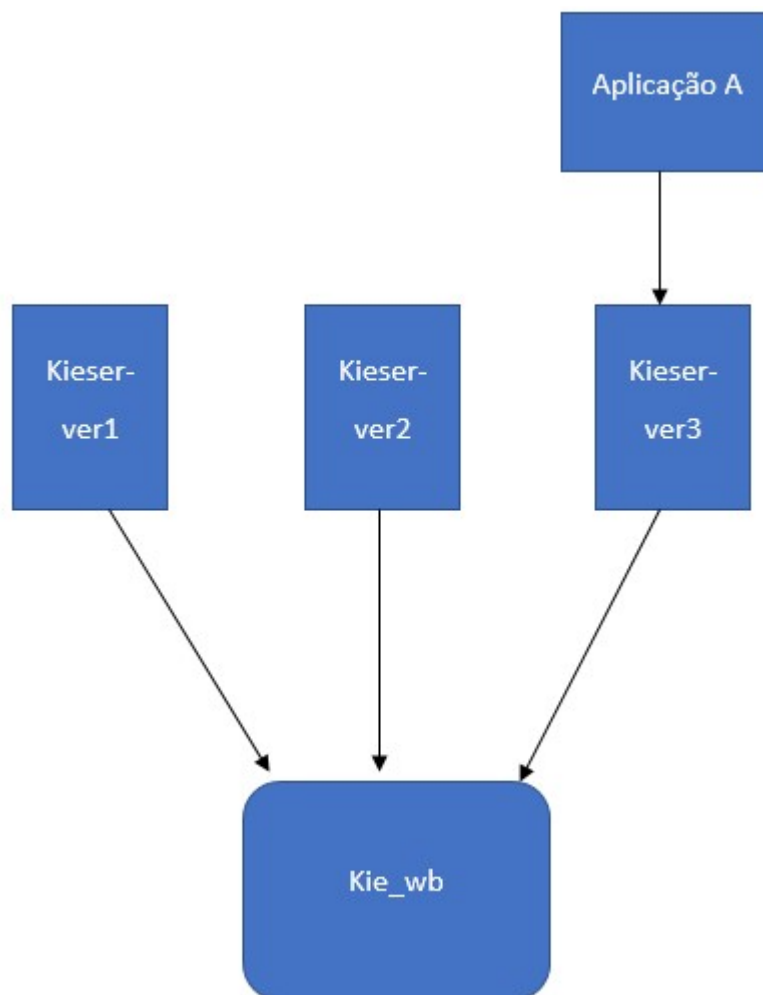 Aplicação A
Kieser-
ver1
Kieser-
ver2
Kieser-
ver3
Kie_wb